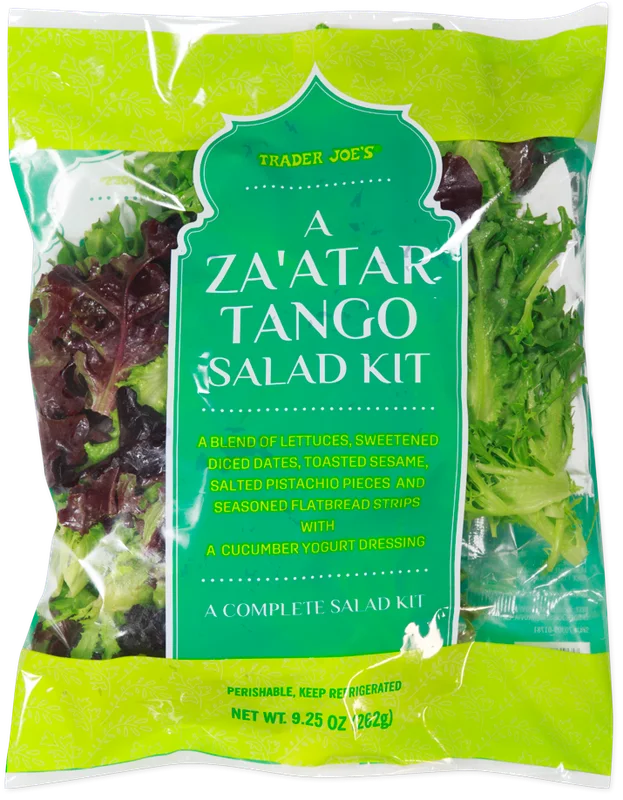 TRADER JOE'S
A
ZA'ATAR
TANGO
SALAD KIT
A BLEND OF LETTUCES, SWEETENED
DICED DATES, TOASTED SESAME,
SALTED PISTACHIO PIECES AND
SEASONED FLATBREAD STRIPS
WITH
A CUCUMBER YOGURT DRESSING
A COMPLETE SALAD KIT
PERISHABLE, KEEP REFRIGERATED
NET WT. 9.25 OZ (262g)